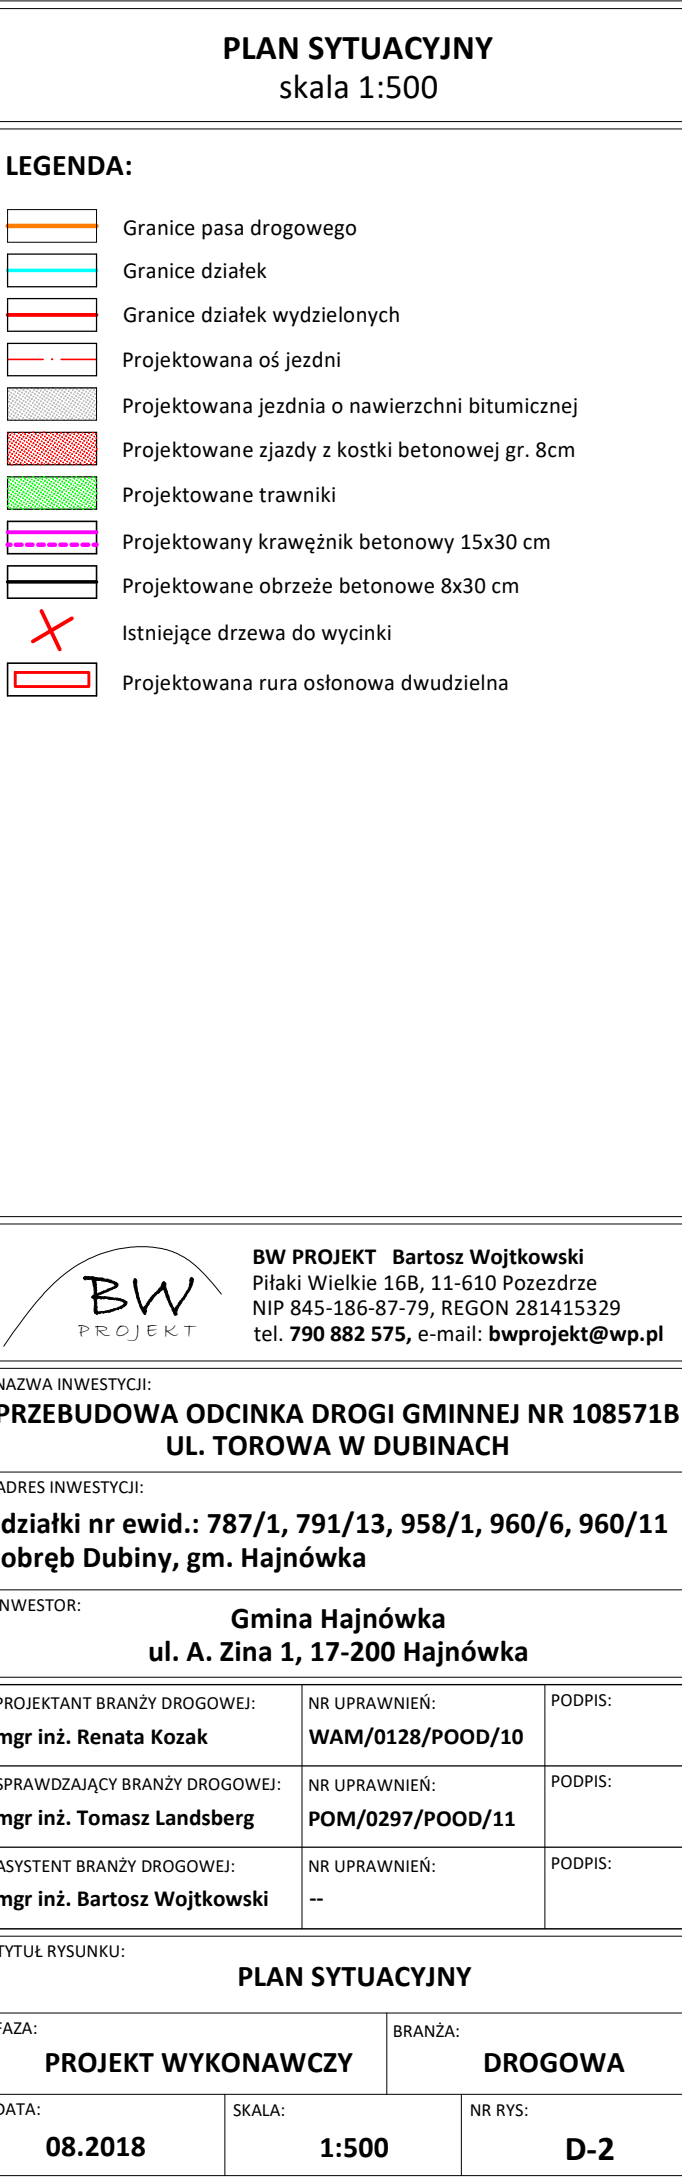 PLAN SYTUACYJNY
skala 1:500
LEGENDA:
Granice pasa drogowego
Granice działek
Granice działek wydzielonych
Projektowana oś jezdni
Projektowana jezdnia o nawierzchni bitumicznej
Projektowane zjazdy z kostki betonowej gr. 8cm
Projektowane trawniki
Projektowany krawężnik betonowy 15x30 cm
Projektowane obrzeże betonowe 8x30 cm
Istniejące drzewa do wycinki
Projektowana rura osłonowa dwudzielna
BW
PROJEKT
BW PROJEKT Bartosz Wojtkowski
Piłaki Wielkie 16B, 11-610 Pozezdrze
NIP 845-186-87-79, REGON 281415329
tel. 790 882 575, e-mail: bwprojekt@wp.pl
NAZWA INWESTYCJI:
PRZEBUDOWA ODCINKA DROGI GMINNEJ NR 108571B
UL. TOROWA W DUBINACH
ADRES INWESTYCJI:
działki nr ewid.: 787/1, 791/13, 958/1, 960/6, 960/11
obręb Dubiny, gm. Hajnówka
INWESTOR:
Gmina Hajnówka
ul. A. Zina 1, 17-200 Hajnówka
PROJEKTANT BRANŻY DROGOWEJ: NR UPRAWNIEŃ: PODPIS:
mgr inż. Renata Kozak WAM/0128/POOD/10
SPRAWDZAJĄCY BRANŻY DROGOWEJ: NR UPRAWNIEŃ: PODPIS:
mgr inż. Tomasz Landsberg POM/0297/POOD/11
ASYSTENT BRANŻY DROGOWEJ: NR UPRAWNIEŃ: PODPIS:
mgr inż. Bartosz Wojtkowski --
TYTUŁ RYSUNKU:
PLAN SYTUACYJNY
FAZA: BRANŻA:
PROJEKT WYKONAWCZY DROGOWA
DATA: SKALA: NR RYS:
08.2018 1:500 D-2